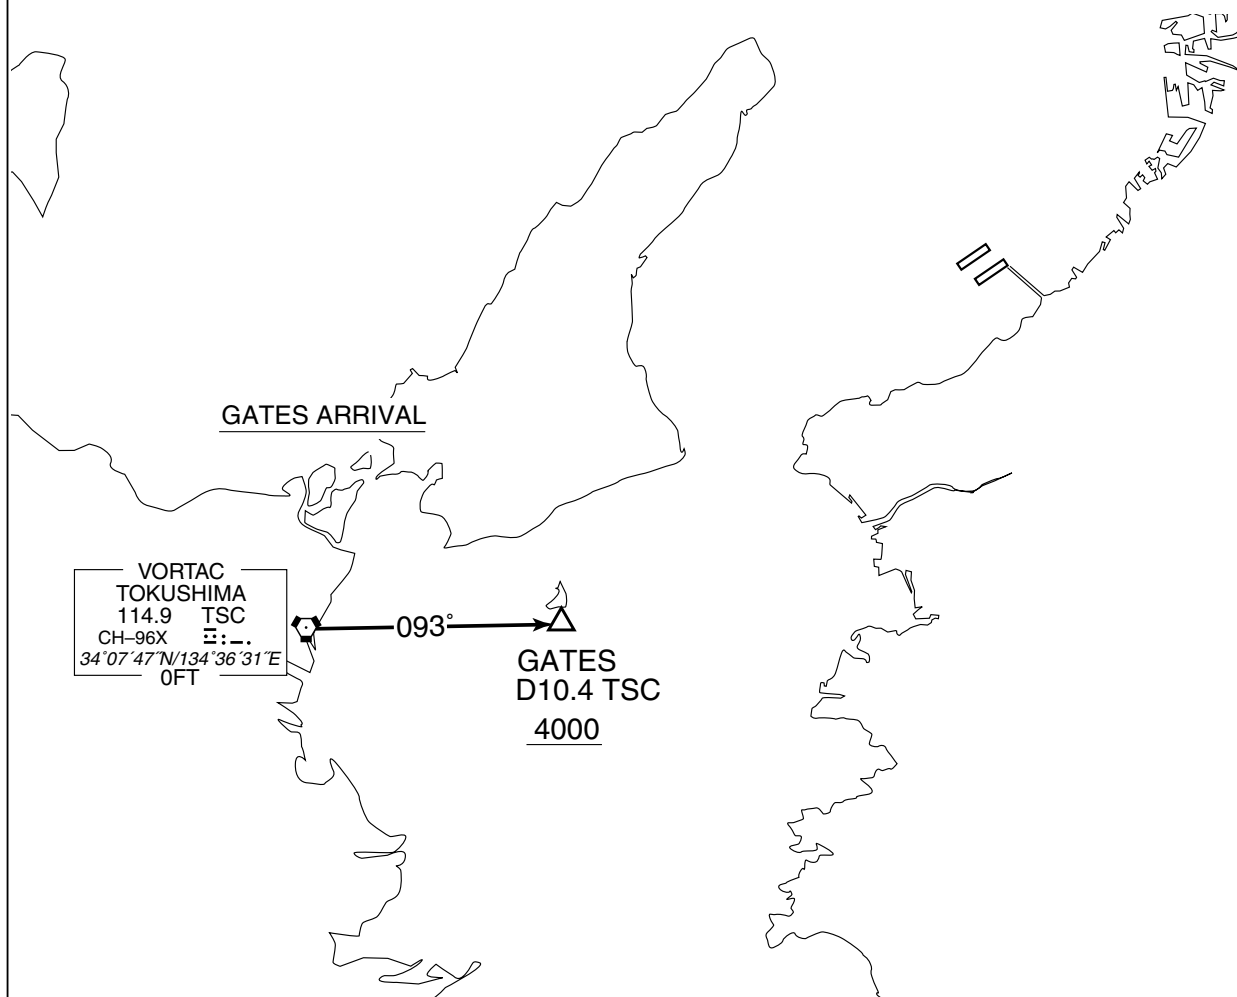 GATES ARRIVAL
VORTAC
TOKUSHIMA
114.9 TSC
CH–96X
34°07′47″N/134°36′31″E
0FT
093°
GATES
D10.4 TSC
4000